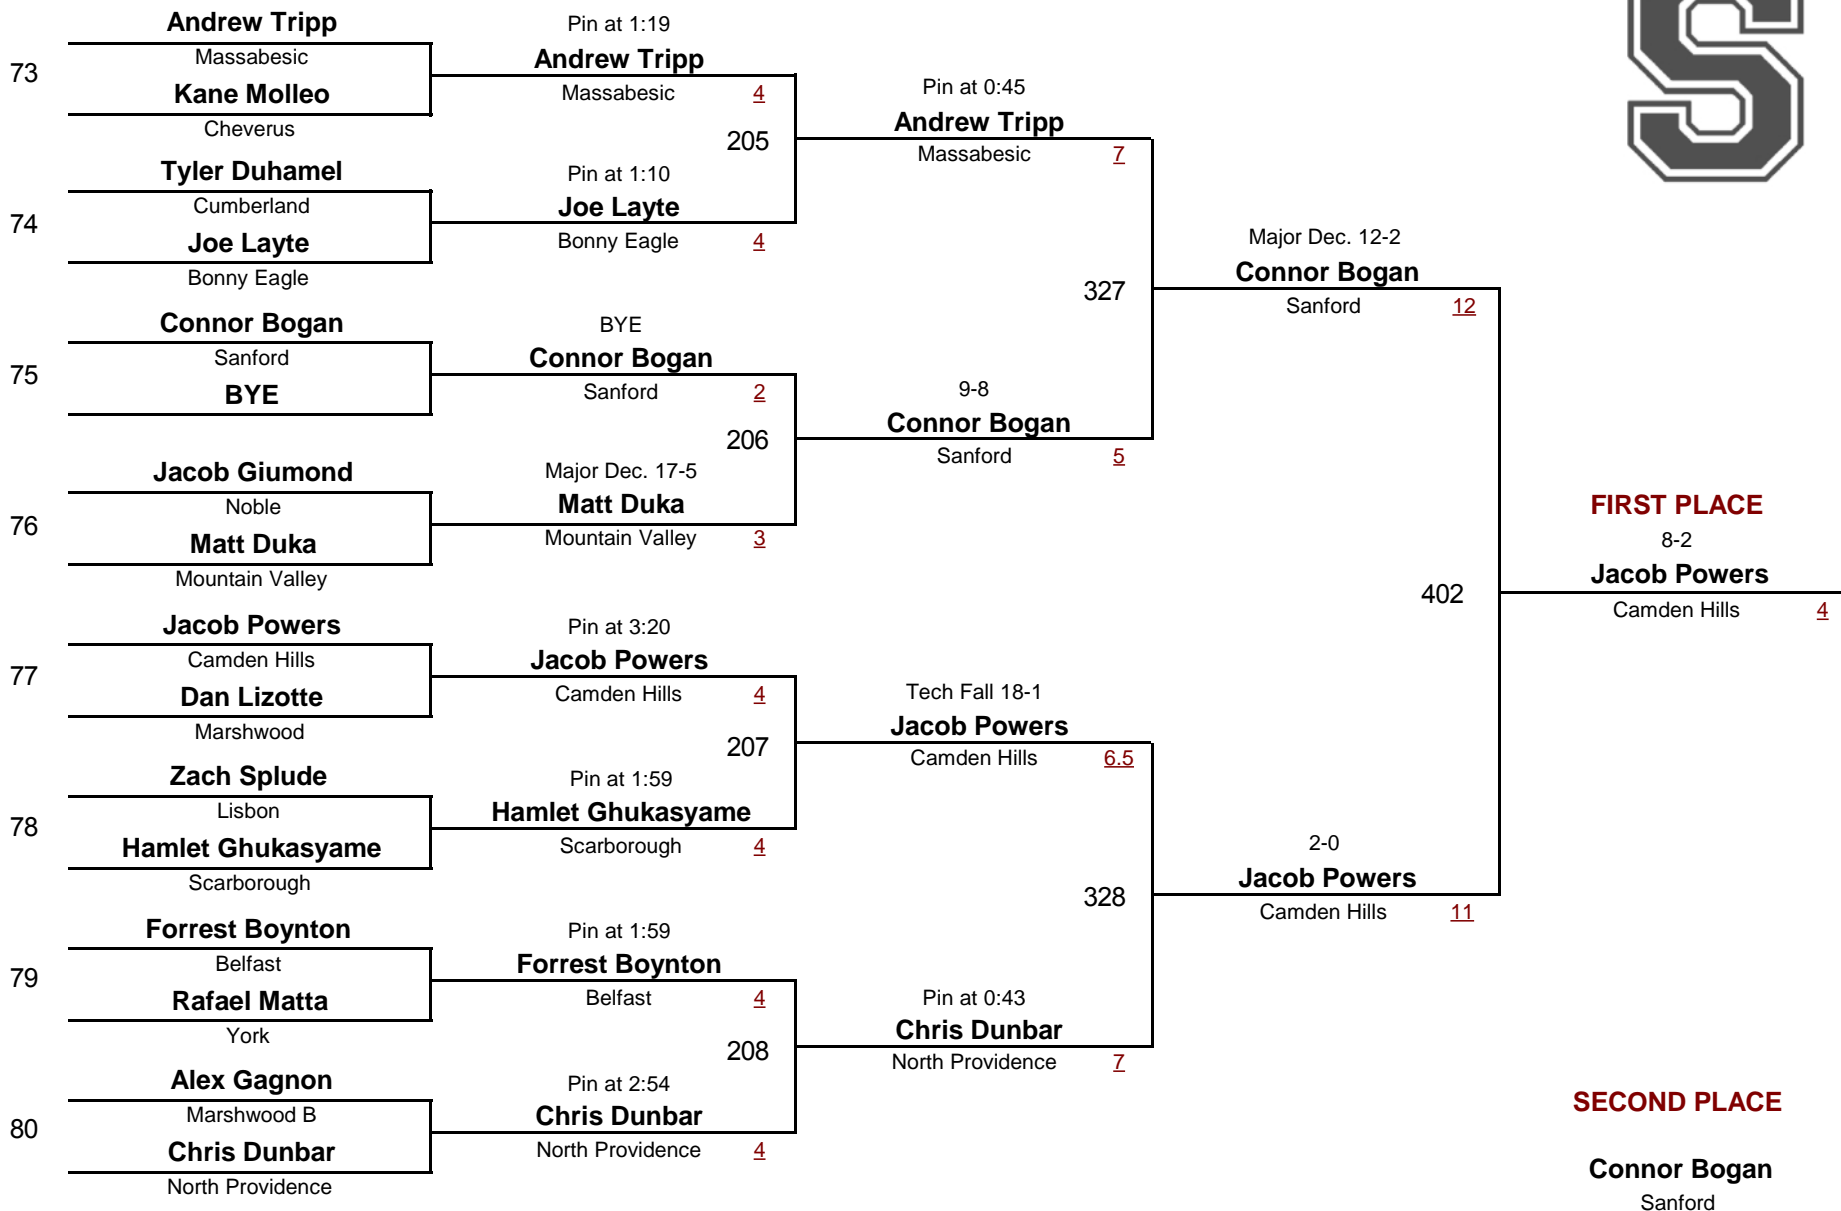 Andrew Tripp
Massabesic
73
Kane Molleo
Cheverus
Tyler Duhamel
Cumberland
74
Joe Layte
Bonny Eagle
Connor Bogan
Sanford
75
BYE
Jacob Giumond
Noble
76
Matt Duka
Mountain Valley
Jacob Powers
Camden Hills
77
Dan Lizotte
Marshwood
Zach Splude
Lisbon
78
Hamlet Ghukasyame
Scarborough
Forrest Boynton
Belfast
79
Rafael Matta
York
Alex Gagnon
Marshwood B
80
Chris Dunbar
North Providence
Pin at 1:19
Andrew Tripp
Massabesic 4
205
Pin at 1:10
Joe Layte
Bonny Eagle 4
BYE
Connor Bogan
Sanford 2
206
Major Dec. 17-5
Matt Duka
Mountain Valley 3
Pin at 3:20
Jacob Powers
Camden Hills 4
207
Pin at 1:59
Hamlet Ghukasyame
Scarborough 4
Pin at 1:59
Forrest Boynton
Belfast 4
208
Pin at 2:54
Chris Dunbar
North Providence 4
Pin at 0:45
Andrew Tripp
Massabesic 7
327
9-8
Connor Bogan
Sanford 5
Tech Fall 18-1
Jacob Powers
Camden Hills 6.5
328
Pin at 0:43
Chris Dunbar
North Providence 7
Major Dec. 12-2
Connor Bogan
Sanford 12
402
2-0
Jacob Powers
Camden Hills 11
S
FIRST PLACE
8-2
Jacob Powers
Camden Hills 4
SECOND PLACE
Connor Bogan
Sanford